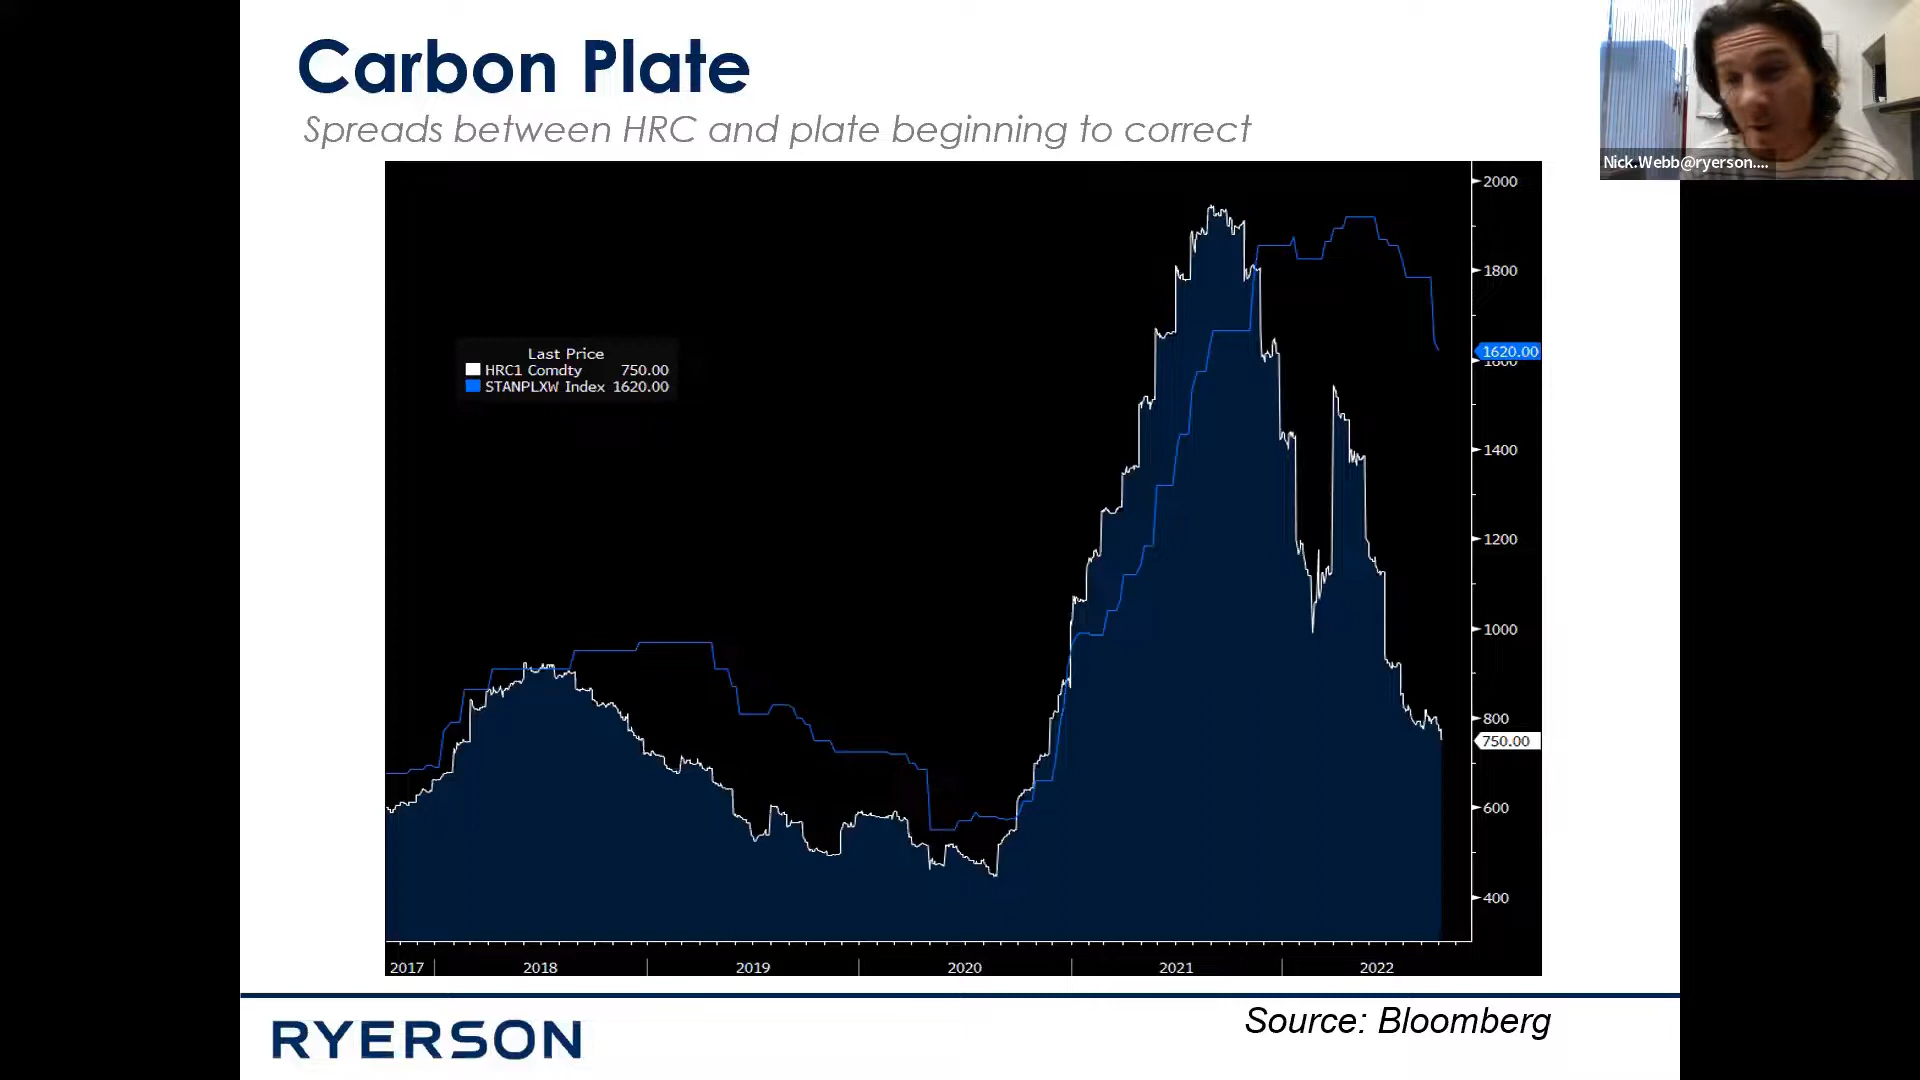 Carbon Plate
Spreads between HRC and plate beginning to correct
Nick.Webb@ryerson....
2000
1800
1620.00
1600
1400
1200
1000
800
750.00
600
400
Last Price
HRC1 Comdty 750.00
STANPLXW Index 1620.00
2017 2018 2019 2020 2021 2022
Source: Bloomberg
RYERSON